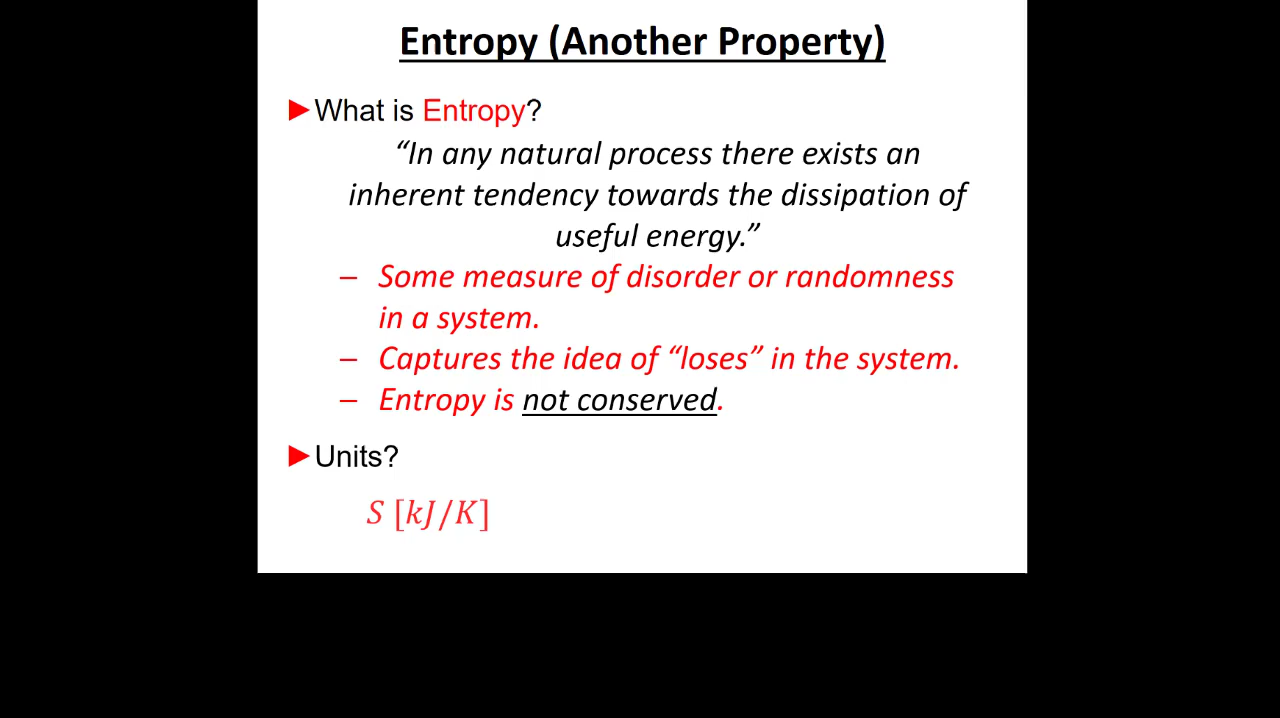 Entropy (Another Property)
►What is Entropy?
“In any natural process there exists an
inherent tendency towards the dissipation of
useful energy.”
– Some measure of disorder or randomness
in a system.
– Captures the idea of “loses” in the system.
– Entropy is not conserved.
►Units?
S [kJ/K]